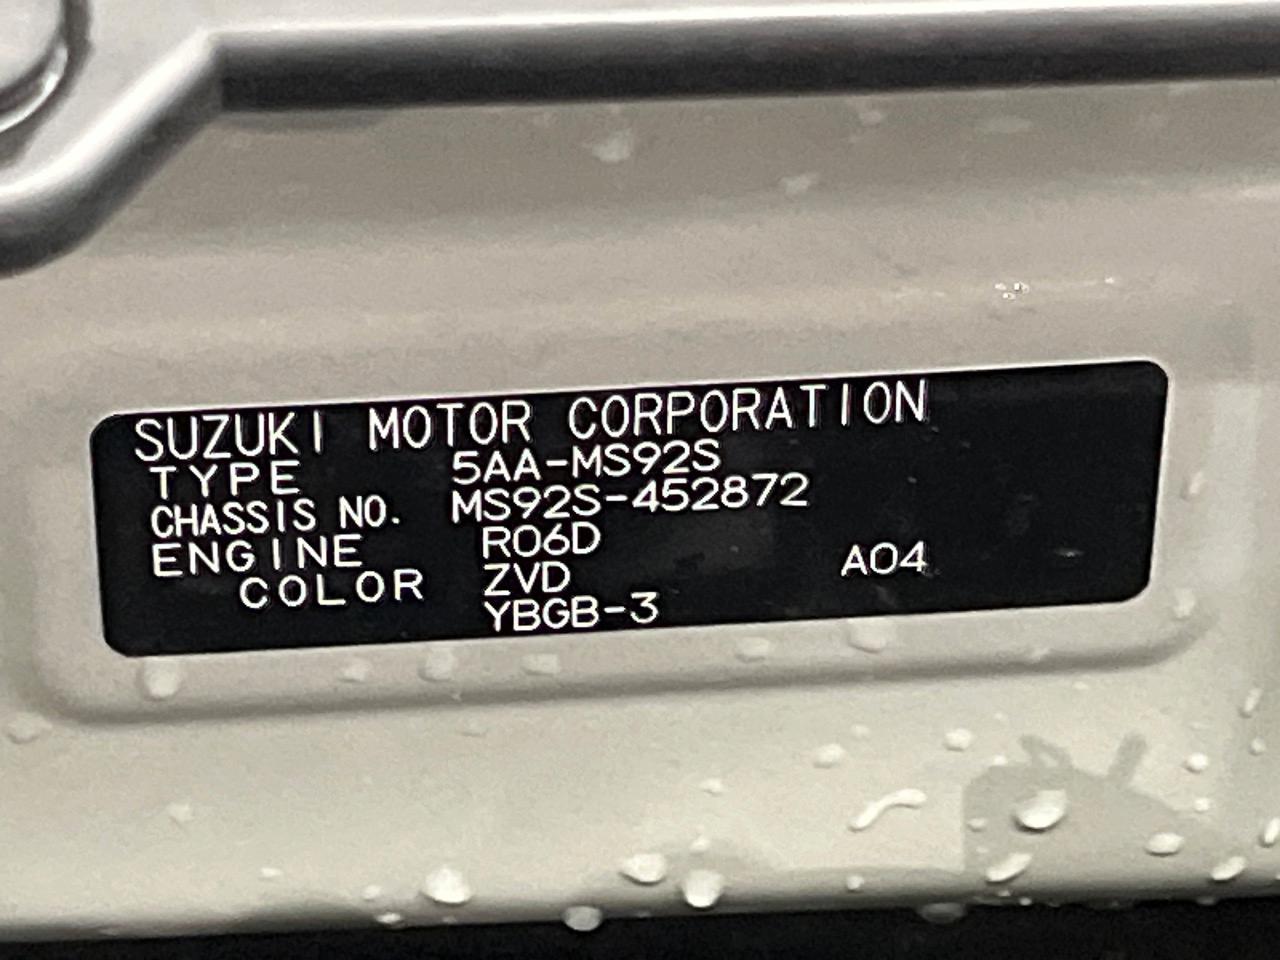 SUZUKI MOTOR CORPORATION
TYPE 5AA-MS92S
CHASSIS NO. MS92S-452872
ENGINE R06D
COLOR ZVD A04
YBGB-3